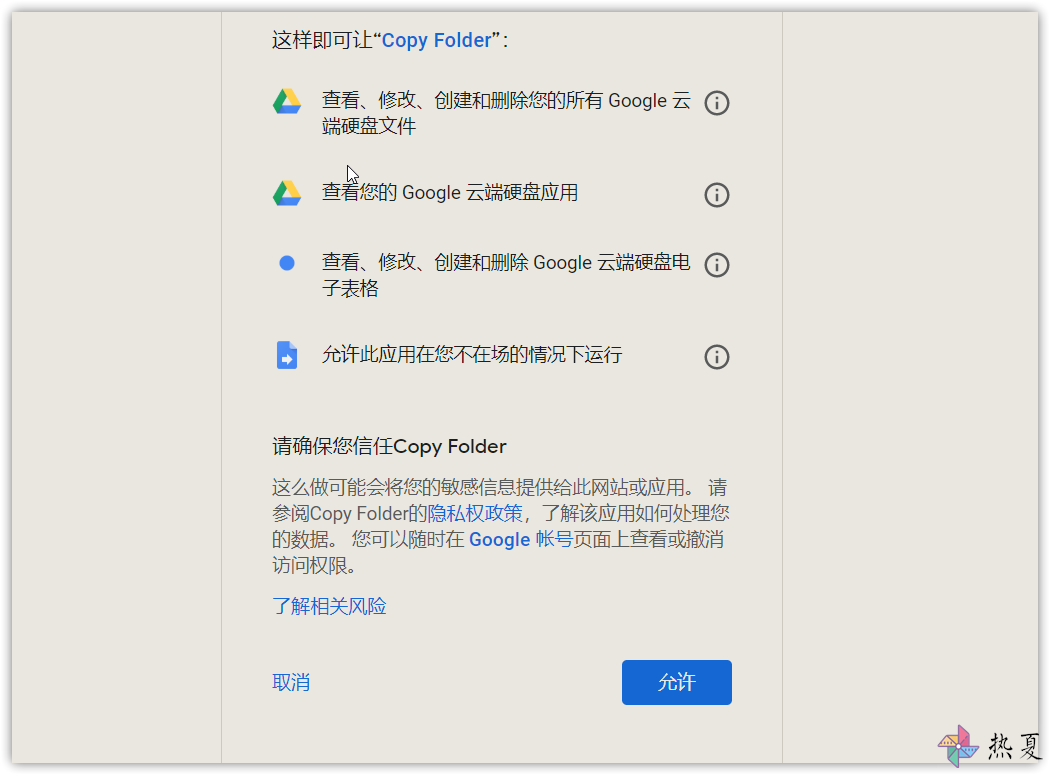 这样即可让“Copy Folder”：
查看、修改、创建和删除您的所有 Google 云
端硬盘文件
查看您的 Google 云端硬盘应用
查看、修改、创建和删除 Google 云端硬盘电
子表格
允许此应用在您不在场的情况下运行
请确保您信任Copy Folder
这么做可能会将您的敏感信息提供给此网站或应用。 请
参阅Copy Folder的隐私权政策，了解该应用如何处理您
的数据。 您可以随时在 Google 帐号页面上查看或撤消
访问权限。
了解相关风险
取消
允许
热夏